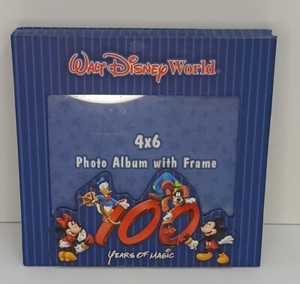 Walt Disney World
4x6
Photo Album with Frame
100
YEARS OF MAGIC